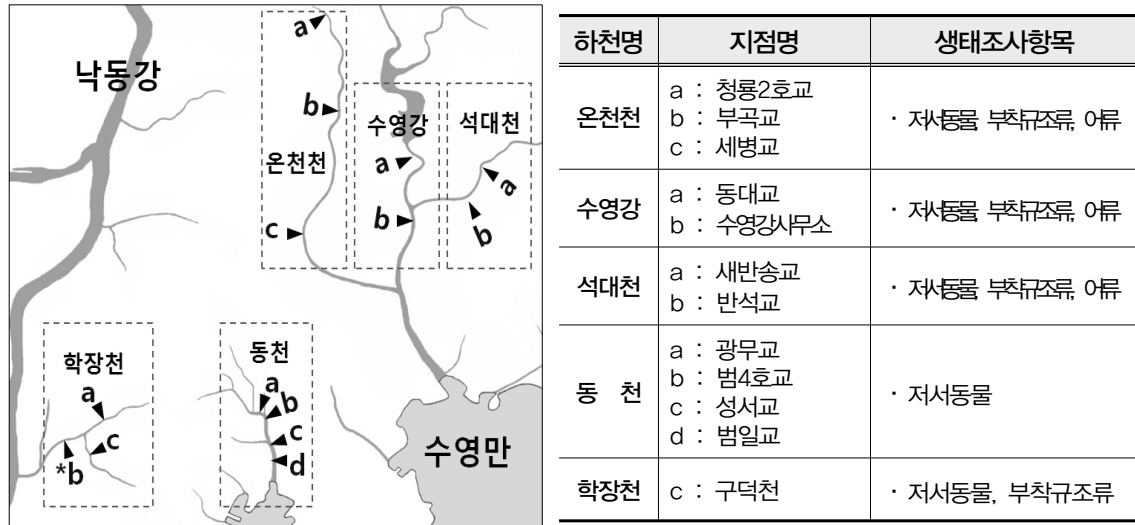 낙동강
a
b
온천천
c
수영강
a
b
석대천
a
b
학장천
a
*b
c
동천
a
b
c
d
수영만
하천명 지점명 생태조사항목
온천천 a : 청룡2호교 b : 부곡교 c : 세병교 · 저서동물, 부착규조류, 어류
수영강 a : 동대교 b : 수영강사무소 · 저서동물, 부착규조류, 어류
석대천 a : 새반송교 b : 반석교 · 저서동물, 부착규조류, 어류
동 천 a : 광무교 b : 범4호교 c : 성서교 d : 범일교 · 저서동물
학장천 c : 구덕천 · 저서동물, 부착규조류